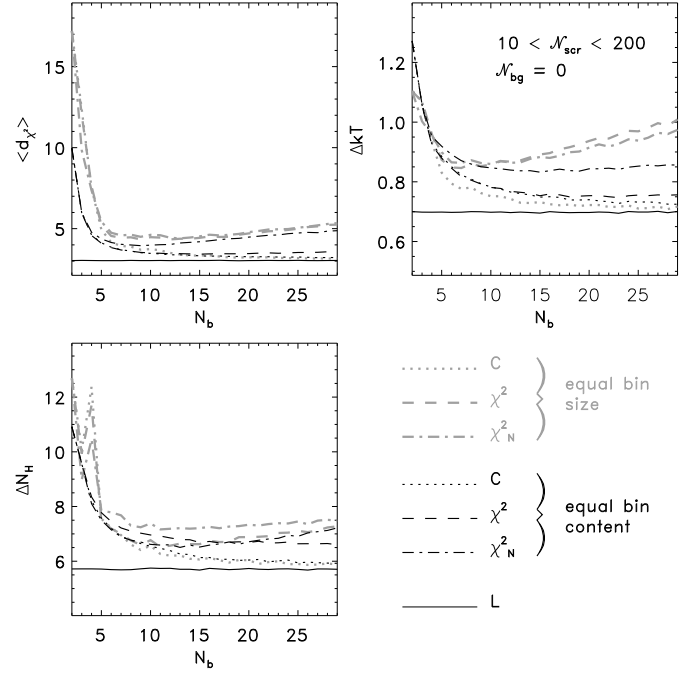 15
10
5
<d_χ²>
5 10 15 20 25
N_b
1.2
1.0
0.8
0.6
ΔkT
10 < 𝒩_scr < 200
𝒩_bg = 0
5 10 15 20 25
N_b
12
10
8
6
4
ΔN_H
5 10 15 20 25
N_b
C
χ²
χ²_N
equal bin
size
C
χ²
χ²_N
equal bin
content
L